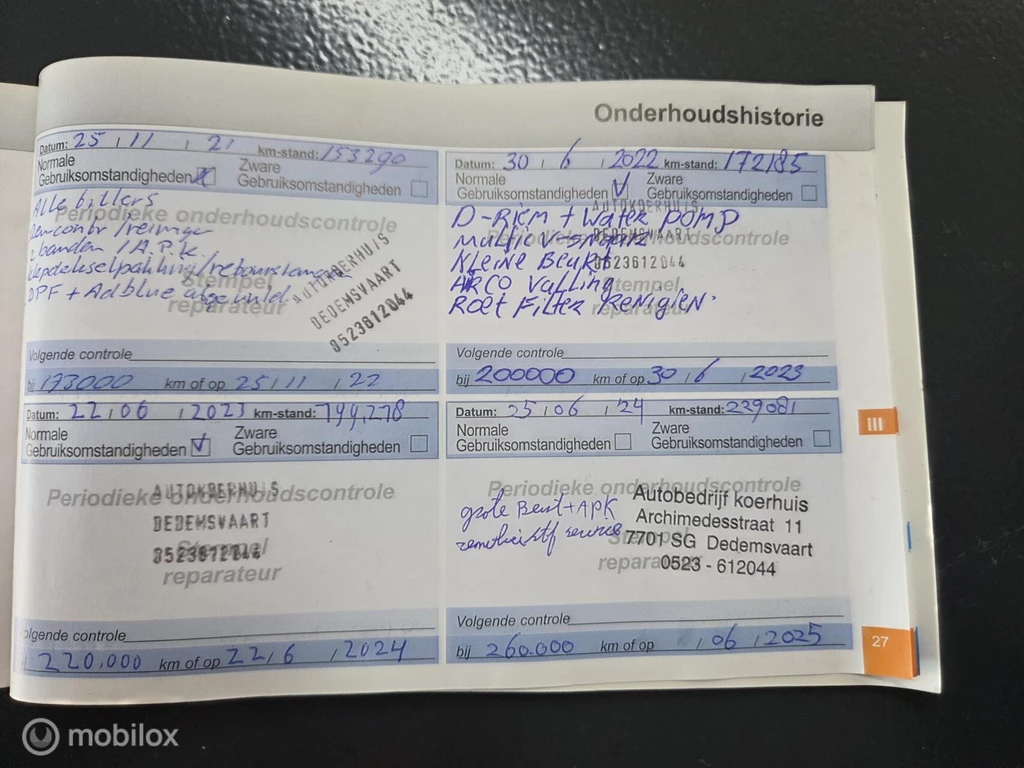 Onderhoudshistorie
Datum: 25 / 11 / 21 km-stand: 153290
Normale
Gebruiksomstandigheden
Zware
Gebruiksomstandigheden
Alle filters
/ A.P.K.
DPF + Adblue
Periodieke onderhoudscontrole
Stempel
reparateur
AUTOKOERHUIS
DEDEMSVAART
0523612044
Volgende controle
bij 173000 km of op 25 / 11 / 22
Datum: 30 / 6 / 2022 km-stand: 172185
Normale
Gebruiksomstandigheden
Zware
Gebruiksomstandigheden
D-Riem + Water pomp
Multi V-snaar
Kleine Beurt
Roet Filter Renigien.
Periodieke onderhoudscontrole
Stempel
reparateur
AUTOKOERHUIS
DEDEMSVAART
0523612044
Volgende controle
bij 200000 km of op 30 / 6 / 2023
Datum: 22 / 06 / 2023 km-stand: 199,278
Normale
Gebruiksomstandigheden
Zware
Gebruiksomstandigheden
Periodieke onderhoudscontrole
Stempel
reparateur
AUTOKOERHUIS
DEDEMSVAART
0523612044
Volgende controle
220,000 km of op 22 / 6 / 2024
Datum: 25 / 06 / 24 km-stand: 229081
Normale
Gebruiksomstandigheden
Zware
Gebruiksomstandigheden
Periodieke onderhoudscontrole
Stempel
reparateur
grote Beurt + APK
Autobedrijf koerhuis
Archimedesstraat 11
7701 SG Dedemsvaart
0523 - 612044
Volgende controle
bij 260.000 km of op / 06 / 2025
III
27
mobilox